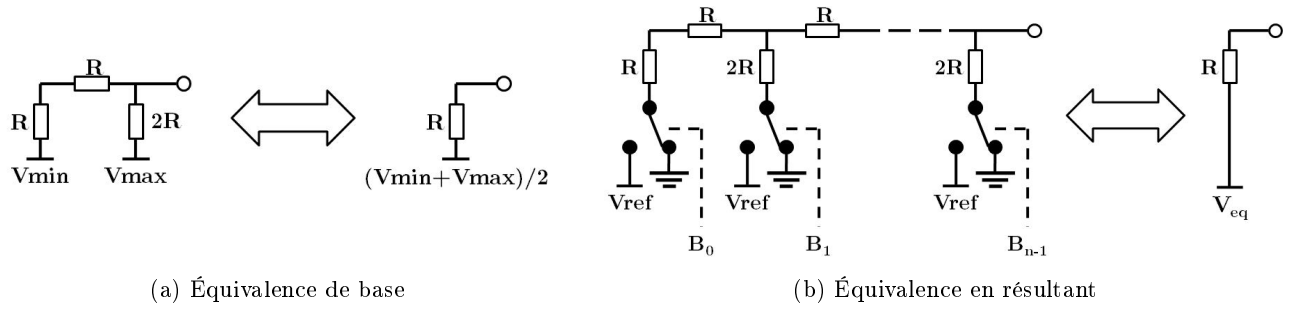 R
R
2R
Vmin
Vmax
R
(Vmin+Vmax)/2
R
R
R
2R
2R
Vref
Vref
Vref
B0
B1
Bn-1
R
Veq
(a) Équivalence de base
(b) Équivalence en résultant